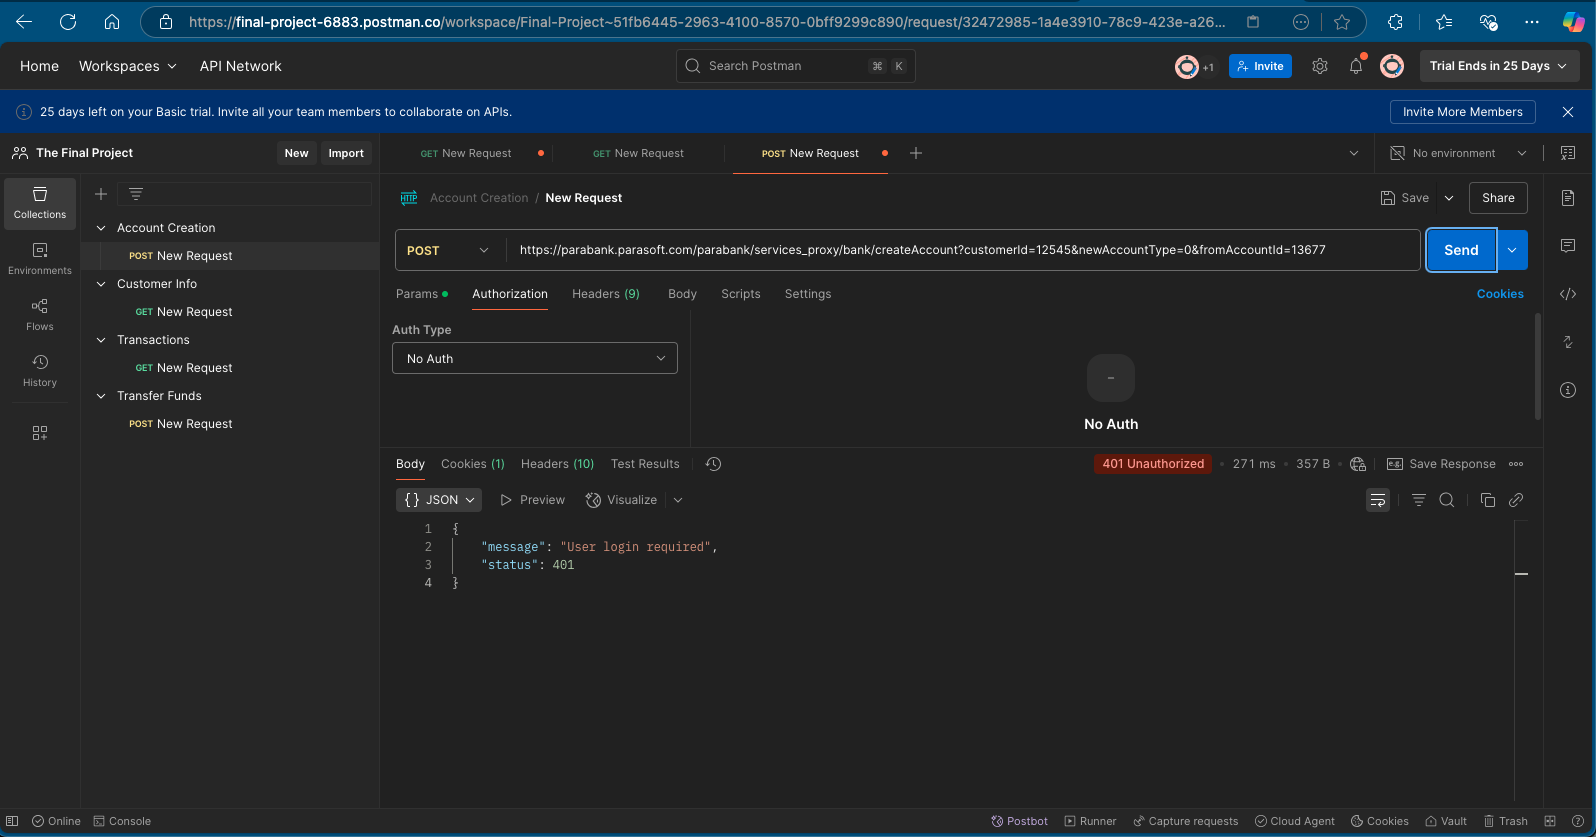 https://final-project-6883.postman.co/workspace/Final-Project~51fb6445-2963-4100-8570-0bff9299c890/request/32472985-1a4e3910-78c9-423e-a26...
Home Workspaces API Network Search Postman ⌘ K +1 Invite Trial Ends in 25 Days
25 days left on your Basic trial. Invite all your team members to collaborate on APIs. Invite More Members
The Final Project New Import GET New Request GET New Request POST New Request No environment
Collections
Environments
Flows
History
Account Creation
POST New Request
Customer Info
GET New Request
Transactions
GET New Request
Transfer Funds
POST New Request
HTTP Account Creation / New Request Save Share
POST https://parabank.parasoft.com/parabank/services_proxy/bank/createAccount?customerId=12545&newAccountType=0&fromAccountId=13677 Send
Params Authorization Headers (9) Body Scripts Settings Cookies
Auth Type
No Auth
No Auth
Body Cookies (1) Headers (10) Test Results 401 Unauthorized 271 ms 357 B e.g. Save Response
{} JSON Preview Visualize
1 {
2 "message": "User login required",
3 "status": 401
4 }
Online Console Postbot Runner Capture requests Cloud Agent Cookies Vault Trash